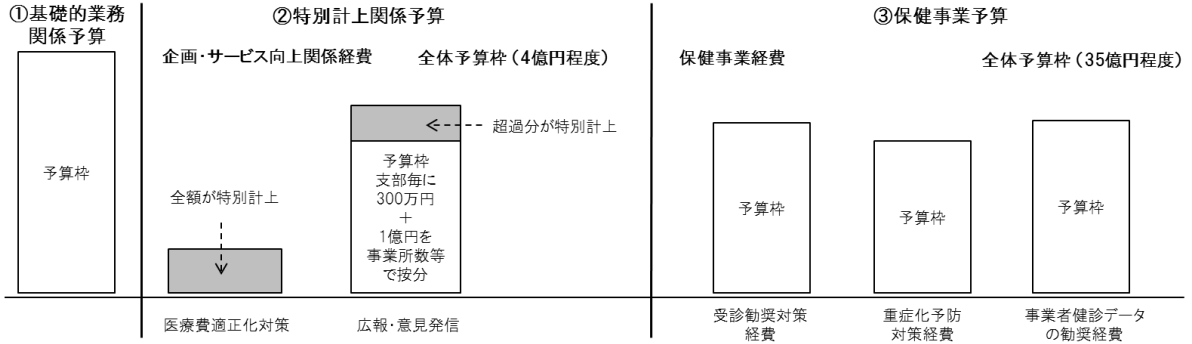 ①基礎的業務
関係予算
予算枠
②特別計上関係予算
企画・サービス向上関係経費
全体予算枠（4億円程度）
全額が特別計上
医療費適正化対策
超過分が特別計上
予算枠
支部毎に
300万円
＋
1億円を
事業所数等
で按分
広報・意見発信
③保健事業予算
保健事業経費
全体予算枠（35億円程度）
予算枠
受診勧奨対策
経費
予算枠
重症化予防
対策経費
予算枠
事業者健診データ
の勧奨経費